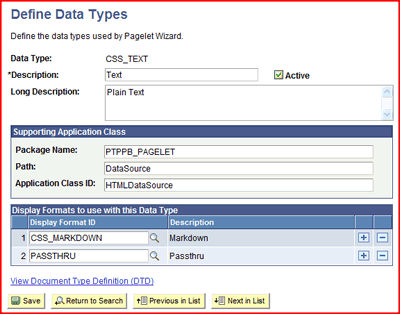 Define Data Types
Define the data types used by Pagelet Wizard.
Data Type: CSS_TEXT
*Description: Text Active
Long Description: Plain Text
Supporting Application Class
Package Name: PTPPB_PAGELET
Path: DataSource
Application Class ID: HTMLDataSource
Display Formats to use with this Data Type
Display Format ID Description
1 CSS_MARKDOWN Markdown
2 PASSTHRU Passthru
View Document Type Definition (DTD)
Save Return to Search Previous in List Next in List